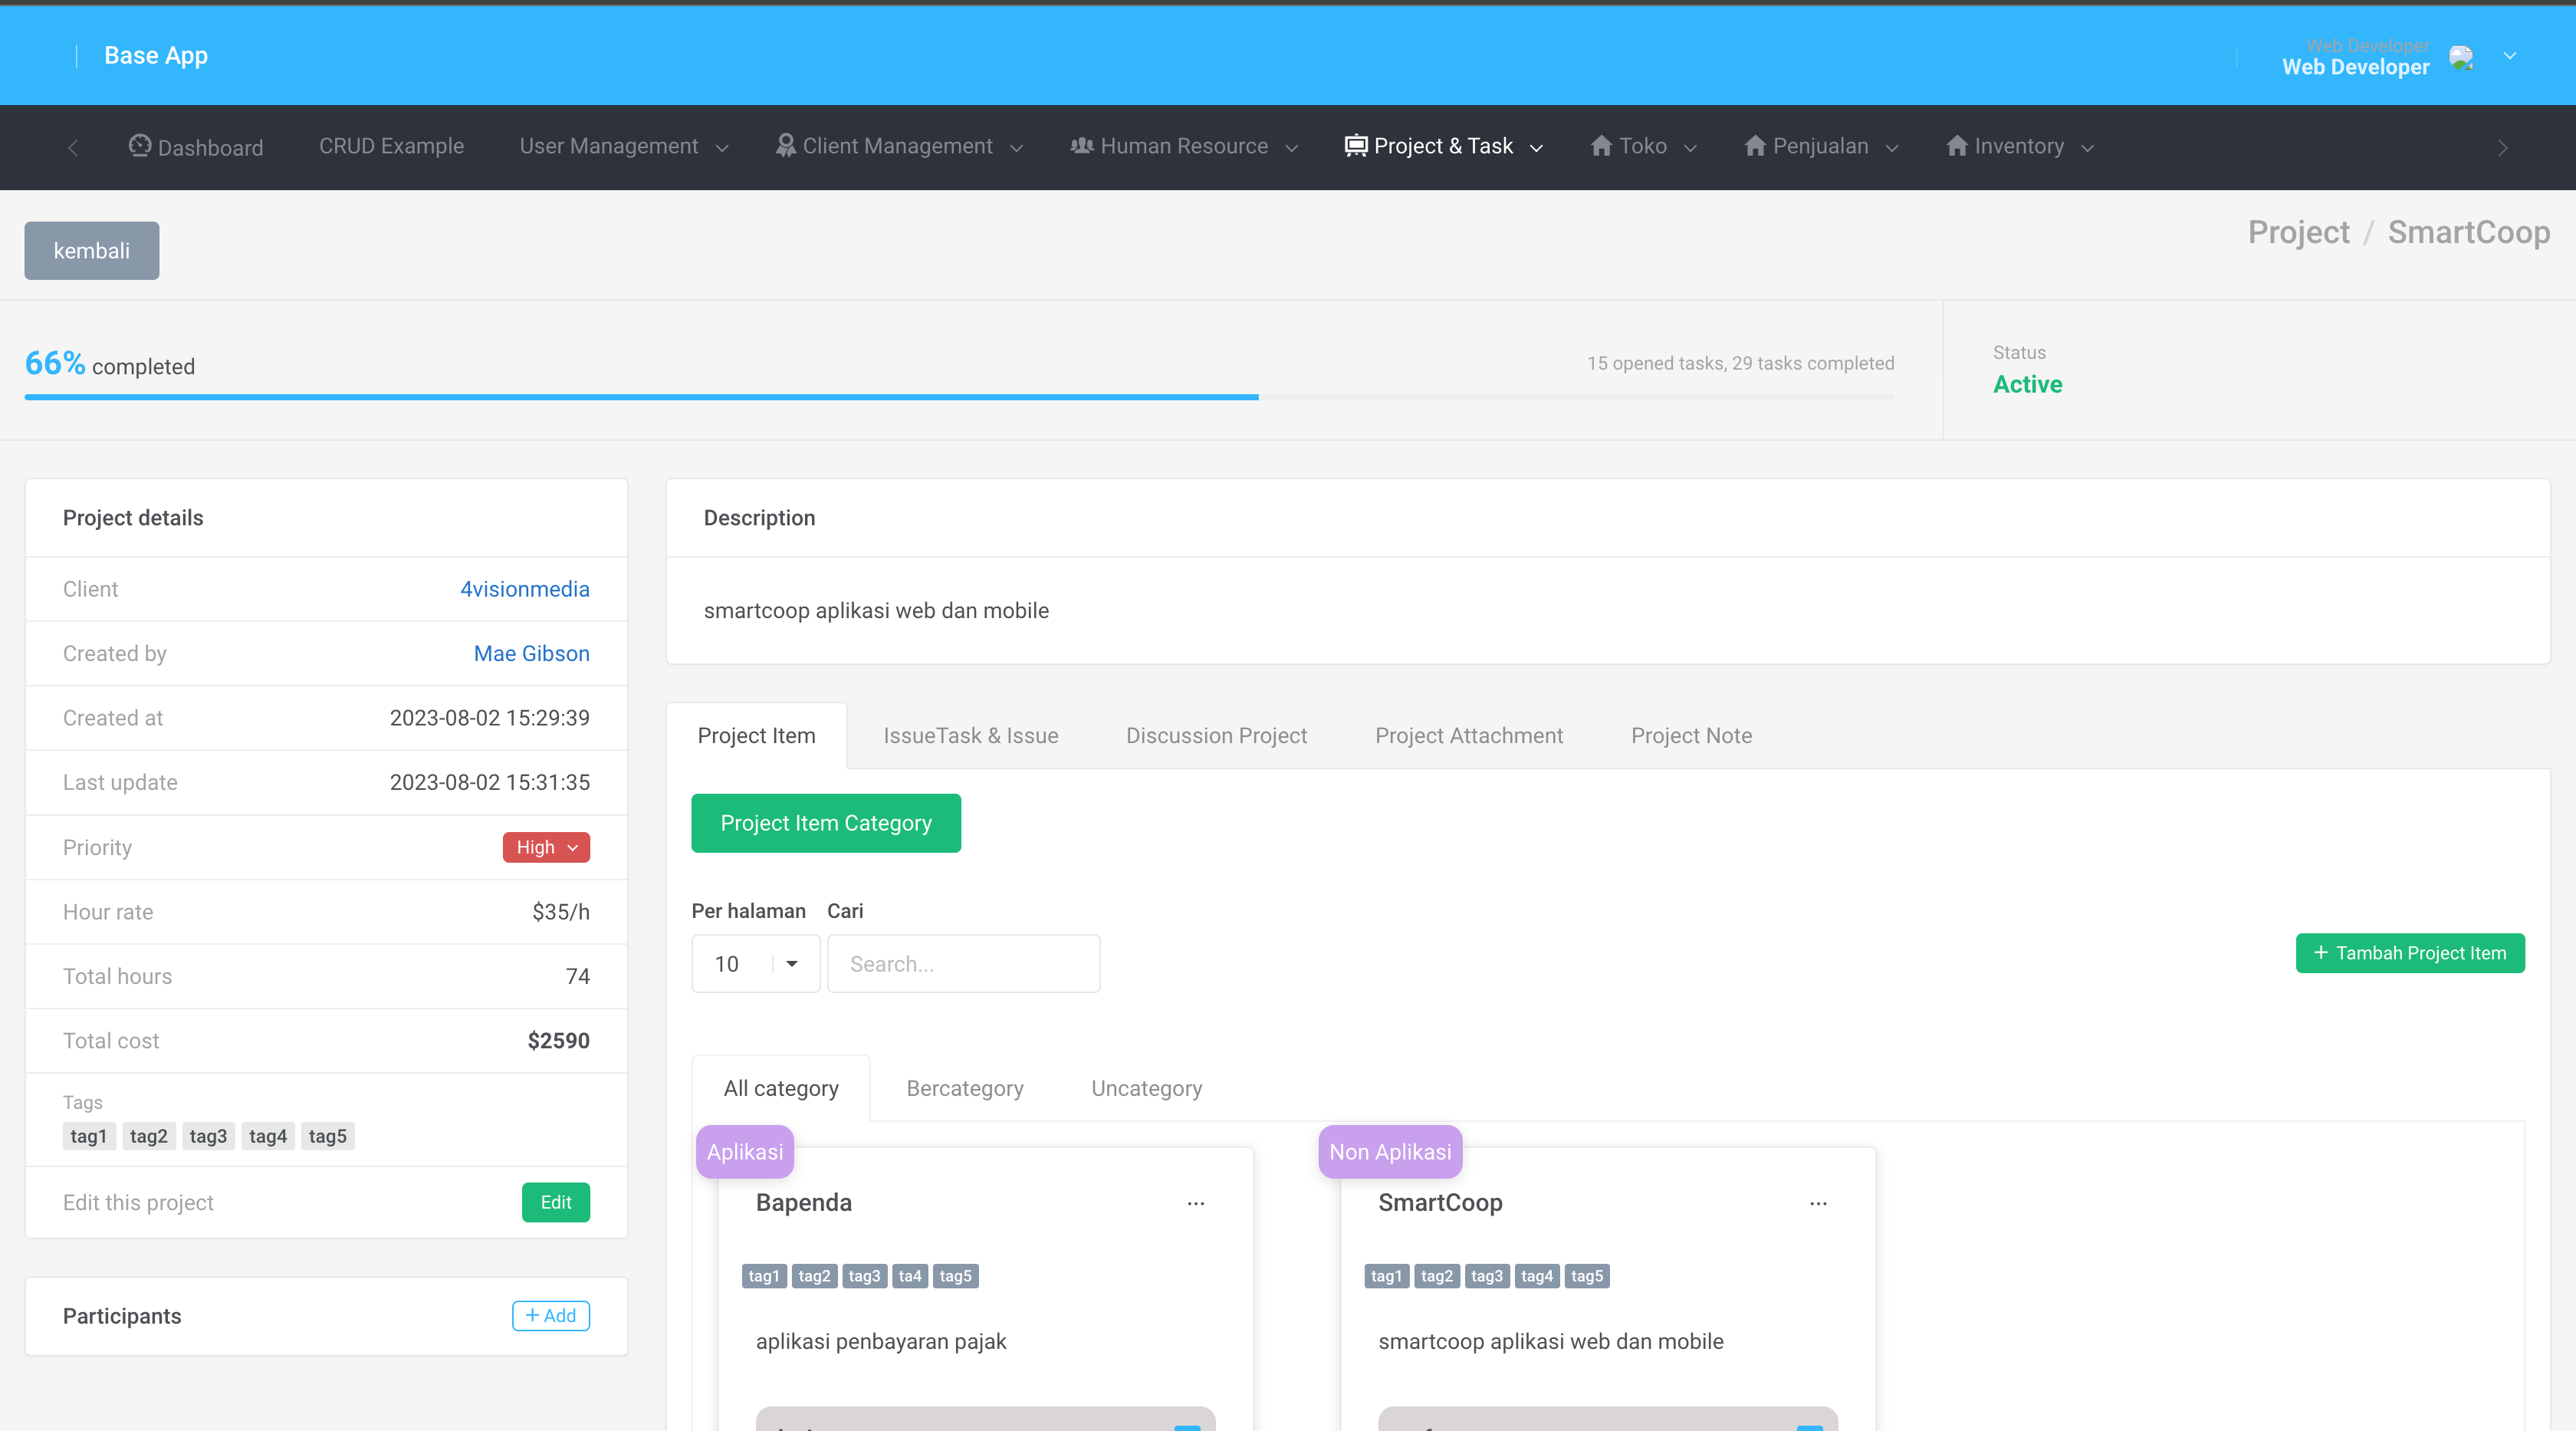 Base App
Web Developer
Web Developer
Dashboard
CRUD Example
User Management
Client Management
Human Resource
Project & Task
Toko
Penjualan
Inventory
kembali
Project / SmartCoop
66% completed
15 opened tasks, 29 tasks completed
Status
Active
Project details
Client
4visionmedia
Created by
Mae Gibson
Created at
2023-08-02 15:29:39
Last update
2023-08-02 15:31:35
Priority
High
Hour rate
$35/h
Total hours
74
Total cost
$2590
Tags
tag1 tag2 tag3 tag4 tag5
Edit this project
Edit
Participants
+ Add
Description
smartcoop aplikasi web dan mobile
Project Item
IssueTask & Issue
Discussion Project
Project Attachment
Project Note
Project Item Category
Per halaman
Cari
10
Search...
+ Tambah Project Item
All category
Bercategory
Uncategory
Aplikasi
Bapenda
...
tag1 tag2 tag3 ta4 tag5
aplikasi penbayaran pajak
Non Aplikasi
SmartCoop
...
tag1 tag2 tag3 tag4 tag5
smartcoop aplikasi web dan mobile